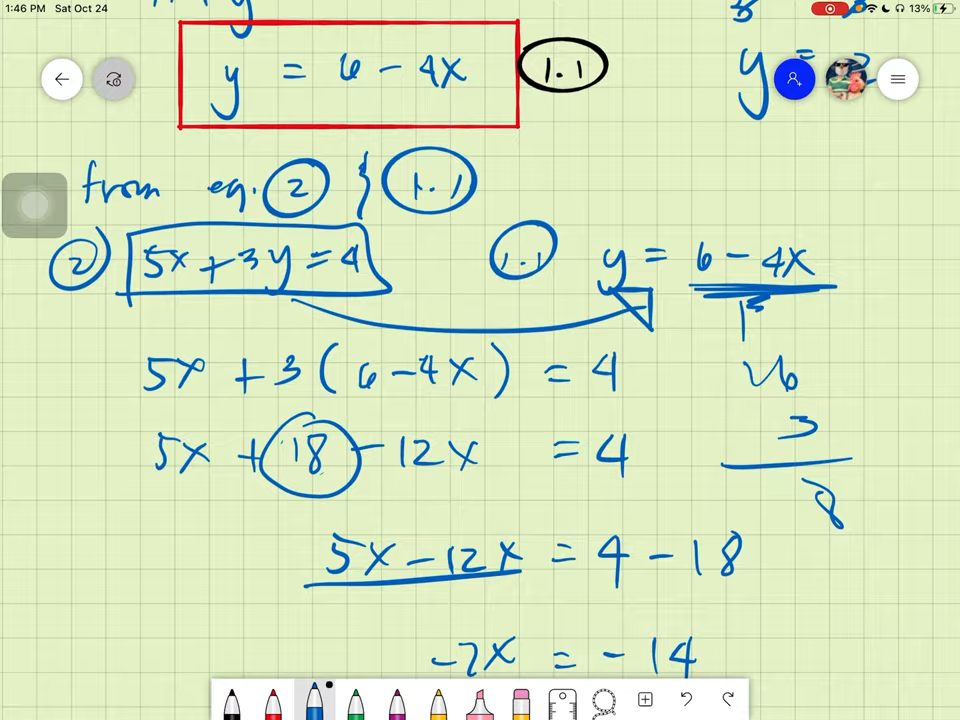 1:46 PM Sat Oct 24 13%
y = 6 - 4x 1.1
y =
from eq. 2 } 1.1
2 5x + 3y = 4 1.1 y = 6 - 4x
5x + 3 ( 6 - 4x ) = 4
5x + 18 - 12x = 4 3
8
5x - 12x = 4 - 18
-7x = -14